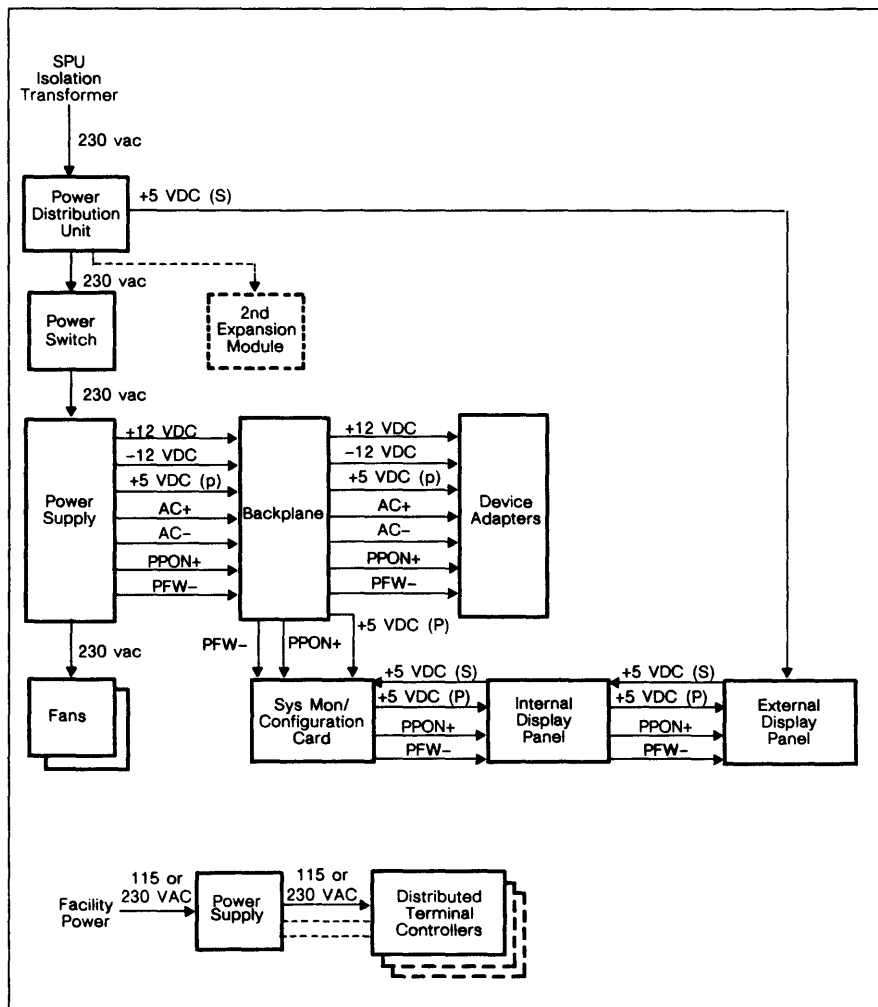 SPU
Isolation
Transformer
230 vac
Power
Distribution
Unit
+5 VDC (S)
230 vac
Power
Switch
2nd
Expansion
Module
230 vac
Power
Supply
+12 VDC
-12 VDC
+5 VDC (p)
AC+
AC-
PPON+
PFW-
Backplane
+12 VDC
-12 VDC
+5 VDC (p)
AC+
AC-
PPON+
PFW-
Device
Adapters
230 vac
Fans
PFW-
PPON+
+5 VDC (P)
Sys Mon/
Configuration
Card
+5 VDC (S)
+5 VDC (P)
PPON+
PFW-
Internal
Display
Panel
+5 VDC (S)
+5 VDC (P)
PPON+
PFW-
External
Display
Panel
Facility
Power
115 or
230 VAC
Power
Supply
115 or
230 VAC
Distributed
Terminal
Controllers